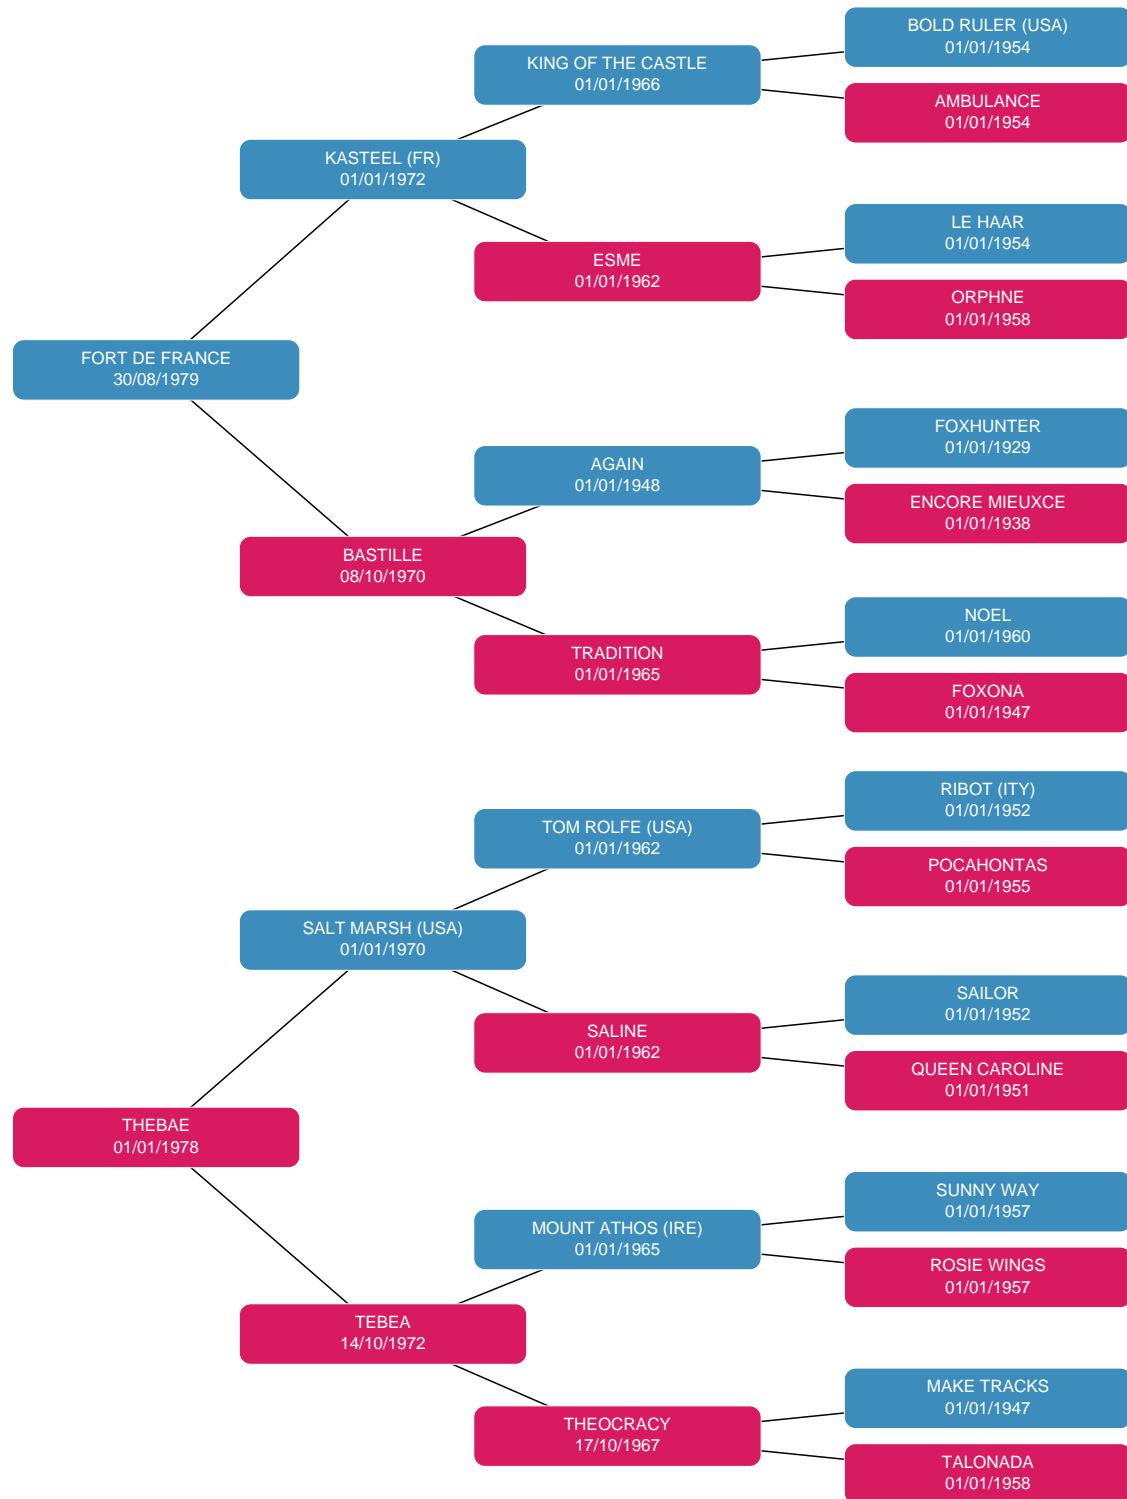 BOLD RULER (USA)
01/01/1954
KING OF THE CASTLE
01/01/1966
AMBULANCE
01/01/1954
KASTEEL (FR)
01/01/1972
LE HAAR
01/01/1954
ESME
01/01/1962
ORPHNE
01/01/1958
FORT DE FRANCE
30/08/1979
FOXHUNTER
01/01/1929
AGAIN
01/01/1948
ENCORE MIEUXCE
01/01/1938
BASTILLE
08/10/1970
NOEL
01/01/1960
TRADITION
01/01/1965
FOXONA
01/01/1947
RIBOT (ITY)
01/01/1952
TOM ROLFE (USA)
01/01/1962
POCAHONTAS
01/01/1955
SALT MARSH (USA)
01/01/1970
SAILOR
01/01/1952
SALINE
01/01/1962
QUEEN CAROLINE
01/01/1951
THEBAE
01/01/1978
SUNNY WAY
01/01/1957
MOUNT ATHOS (IRE)
01/01/1965
ROSIE WINGS
01/01/1957
TEBEA
14/10/1972
MAKE TRACKS
01/01/1947
THEOCRACY
17/10/1967
TALONADA
01/01/1958